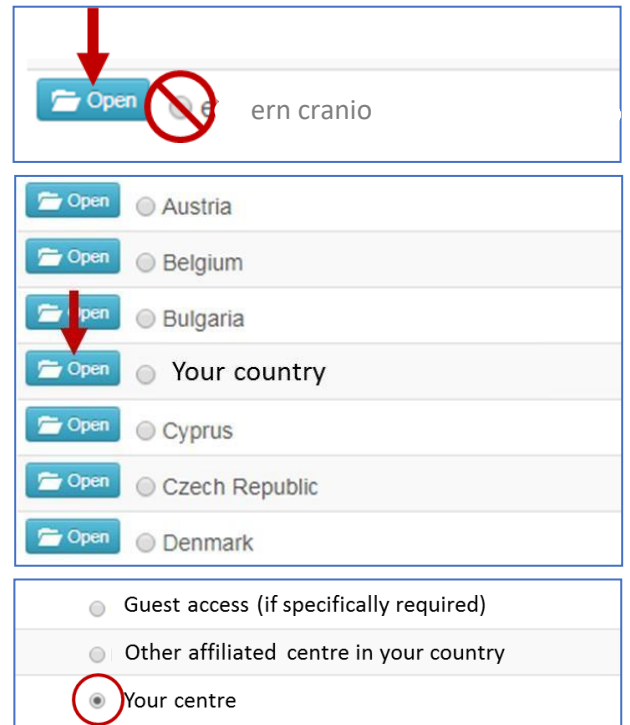 Open ern cranio
Open Austria
Open Belgium
Open Bulgaria
Open Your country
Open Cyprus
Open Czech Republic
Open Denmark
Guest access (if specifically required)
Other affiliated centre in your country
Your centre